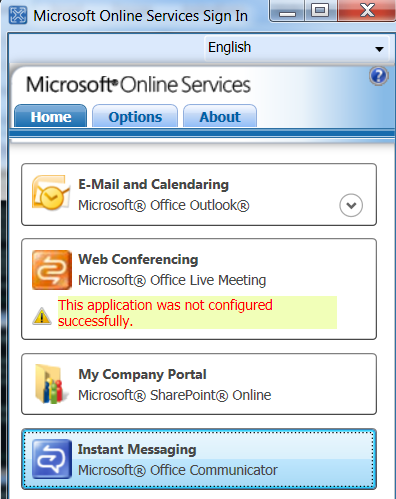 Microsoft Online Services Sign In
English
Microsoft® Online Services
Home Options About
E-Mail and Calendaring
Microsoft® Office Outlook®
Web Conferencing
Microsoft® Office Live Meeting
This application was not configured
successfully.
My Company Portal
Microsoft® SharePoint® Online
Instant Messaging
Microsoft® Office Communicator